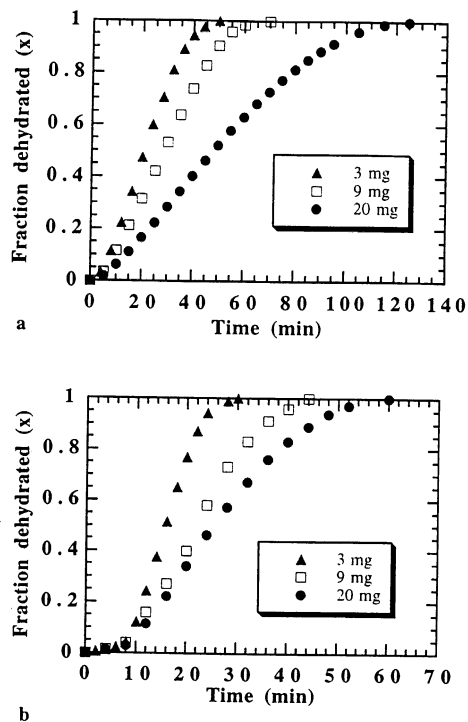 Fraction dehydrated (x)
1
0.8
0.6
0.4
0.2
0
3 mg
9 mg
20 mg
0 20 40 60 80 100 120 140
Time (min)
a
Fraction dehydrated (x)
1
0.8
0.6
0.4
0.2
0
3 mg
9 mg
20 mg
0 10 20 30 40 50 60 70
Time (min)
b